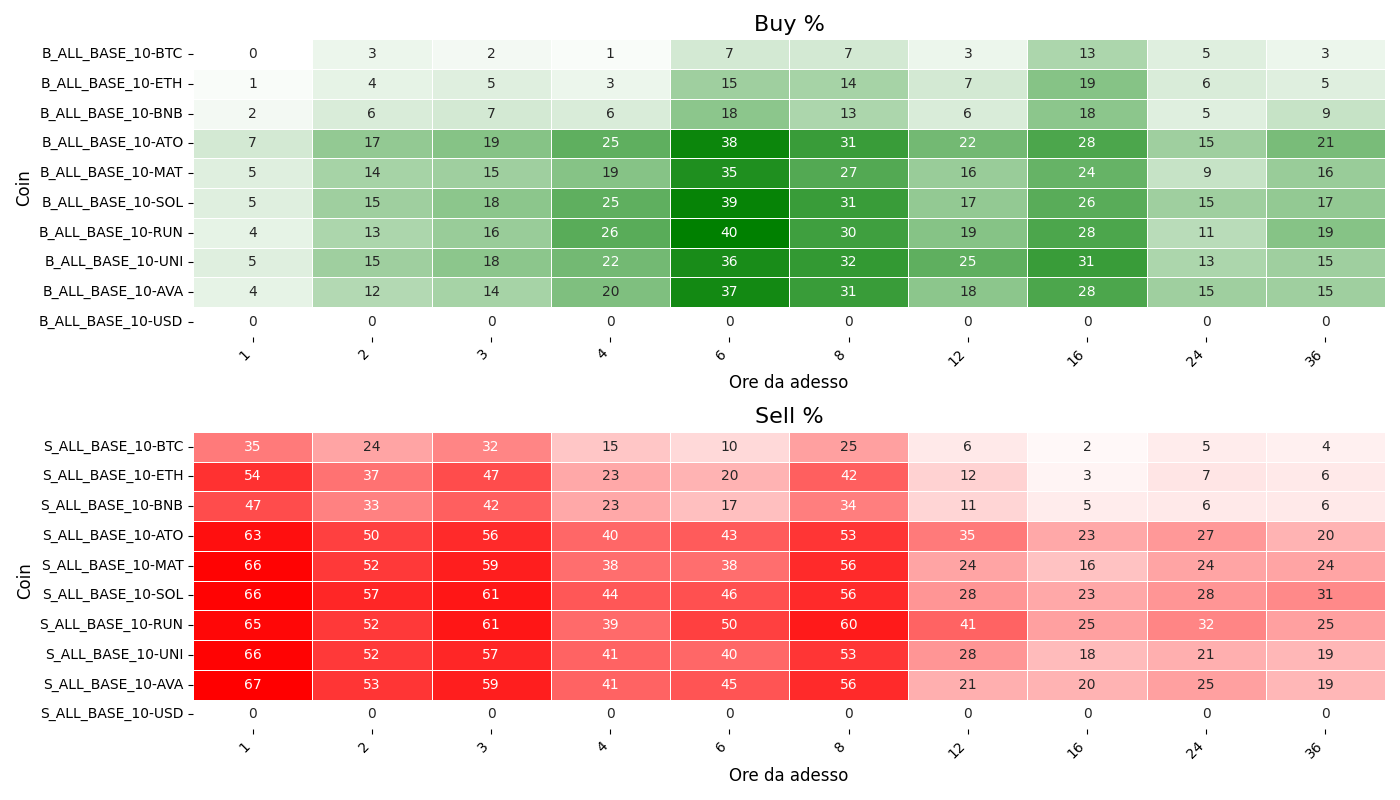 Buy %
Coin
B_ALL_BASE_10-BTC 0 3 2 1 7 7 3 13 5 3
B_ALL_BASE_10-ETH 1 4 5 3 15 14 7 19 6 5
B_ALL_BASE_10-BNB 2 6 7 6 18 13 6 18 5 9
B_ALL_BASE_10-ATO 7 17 19 25 38 31 22 28 15 21
B_ALL_BASE_10-MAT 5 14 15 19 35 27 16 24 9 16
B_ALL_BASE_10-SOL 5 15 18 25 39 31 17 26 15 17
B_ALL_BASE_10-RUN 4 13 16 26 40 30 19 28 11 19
B_ALL_BASE_10-UNI 5 15 18 22 36 32 25 31 13 15
B_ALL_BASE_10-AVA 4 12 14 20 37 31 18 28 15 15
B_ALL_BASE_10-USD 0 0 0 0 0 0 0 0 0 0
1 2 3 4 6 8 12 16 24 36
Ore da adesso
Sell %
Coin
S_ALL_BASE_10-BTC 35 24 32 15 10 25 6 2 5 4
S_ALL_BASE_10-ETH 54 37 47 23 20 42 12 3 7 6
S_ALL_BASE_10-BNB 47 33 42 23 17 34 11 5 6 6
S_ALL_BASE_10-ATO 63 50 56 40 43 53 35 23 27 20
S_ALL_BASE_10-MAT 66 52 59 38 38 56 24 16 24 24
S_ALL_BASE_10-SOL 66 57 61 44 46 56 28 23 28 31
S_ALL_BASE_10-RUN 65 52 61 39 50 60 41 25 32 25
S_ALL_BASE_10-UNI 66 52 57 41 40 53 28 18 21 19
S_ALL_BASE_10-AVA 67 53 59 41 45 56 21 20 25 19
S_ALL_BASE_10-USD 0 0 0 0 0 0 0 0 0 0
1 2 3 4 6 8 12 16 24 36
Ore da adesso